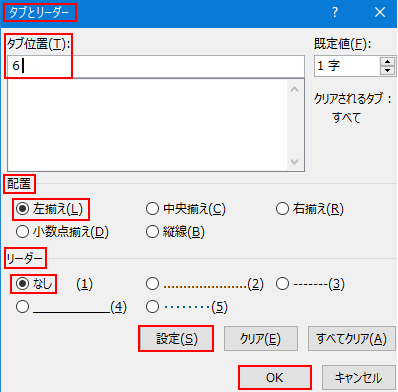 タブとリーダー
タブ位置(T): 既定値(F):
6 1 字
クリアされるタブ :
すべて
配置
左揃え(L) 中央揃え(C) 右揃え(R)
小数点揃え(D) 縦線(B)
リーダー
なし (1) ........................(2) -------(3)
____________(4) ········(5)
設定(S) クリア(E) すべてクリア(A)
OK キャンセル